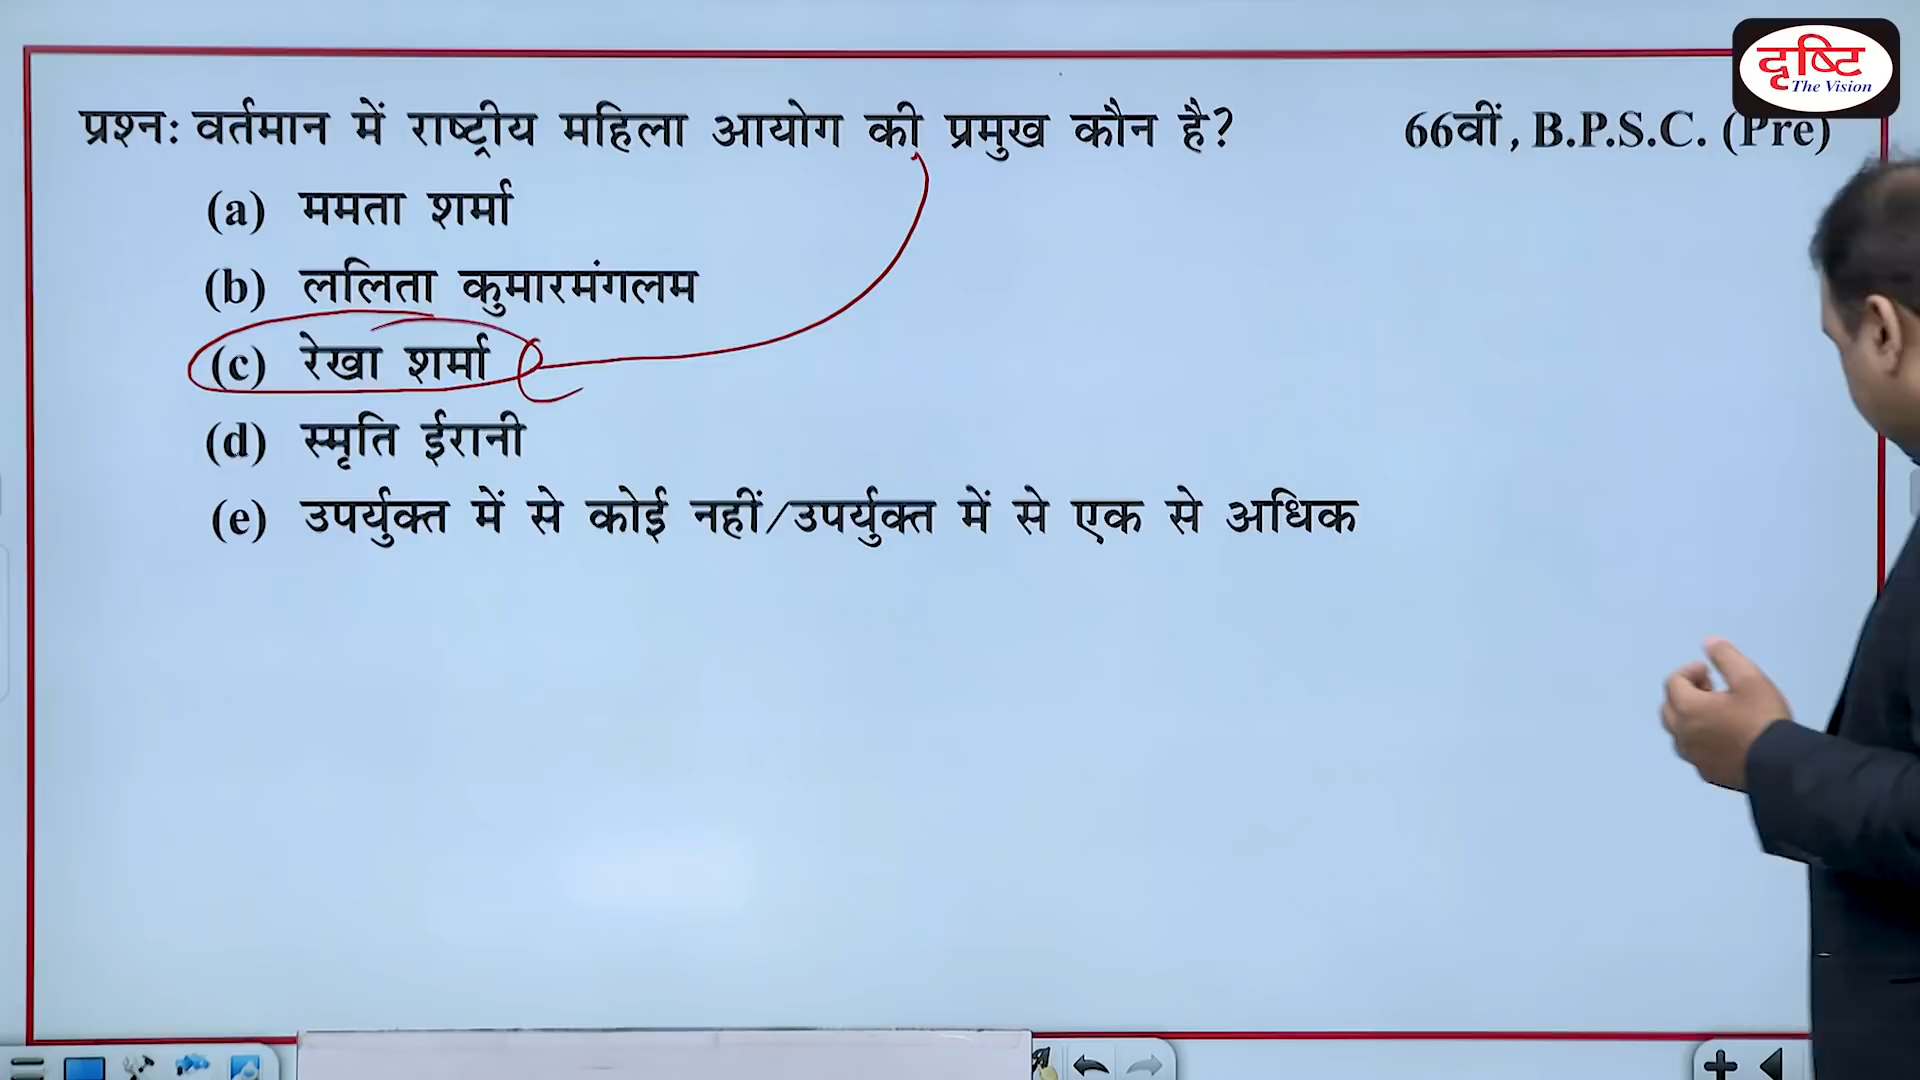 दृष्टि
The Vision
प्रश्न: वर्तमान में राष्ट्रीय महिला आयोग की प्रमुख कौन है? 66वीं, B.P.S.C. (Pre)
(a) ममता शर्मा
(b) ललिता कुमारमंगलम
(c) रेखा शर्मा
(d) स्मृति ईरानी
(e) उपर्युक्त में से कोई नहीं/उपर्युक्त में से एक से अधिक